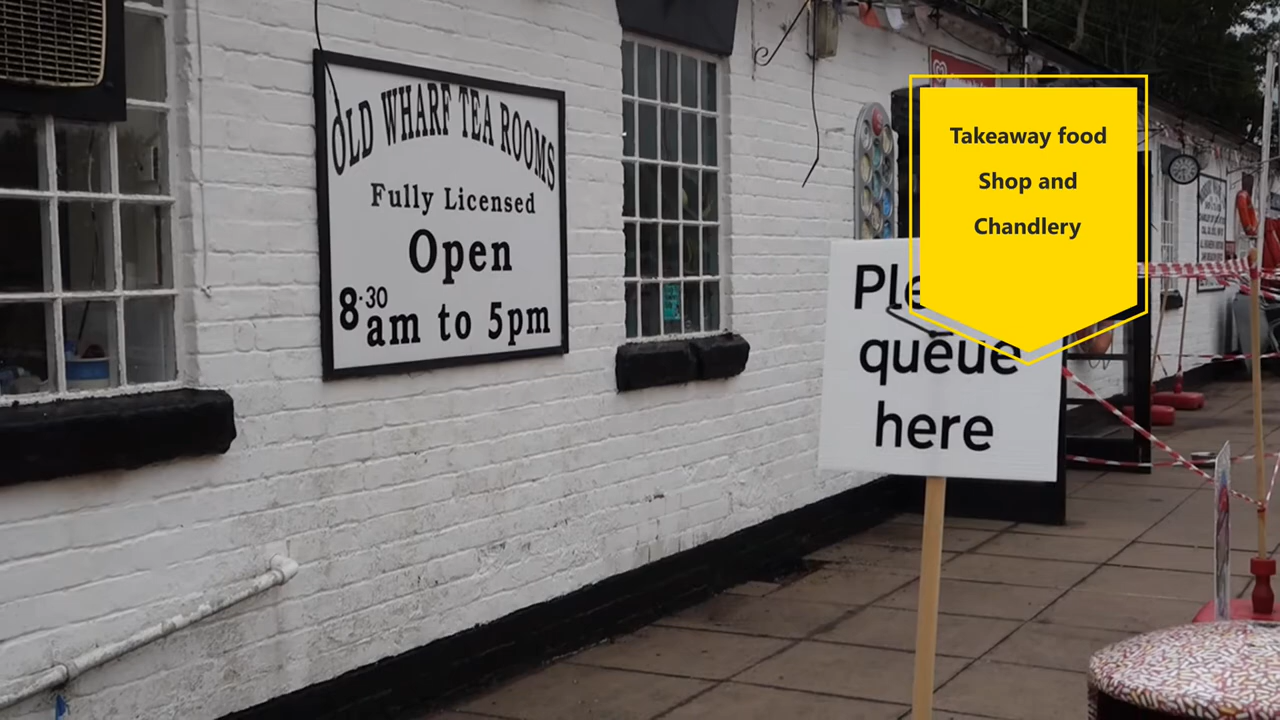 OLD WHARF TEA ROOMS
Fully Licensed
Open
8.30 am to 5pm
Takeaway food
Shop and
Chandlery
queue
here